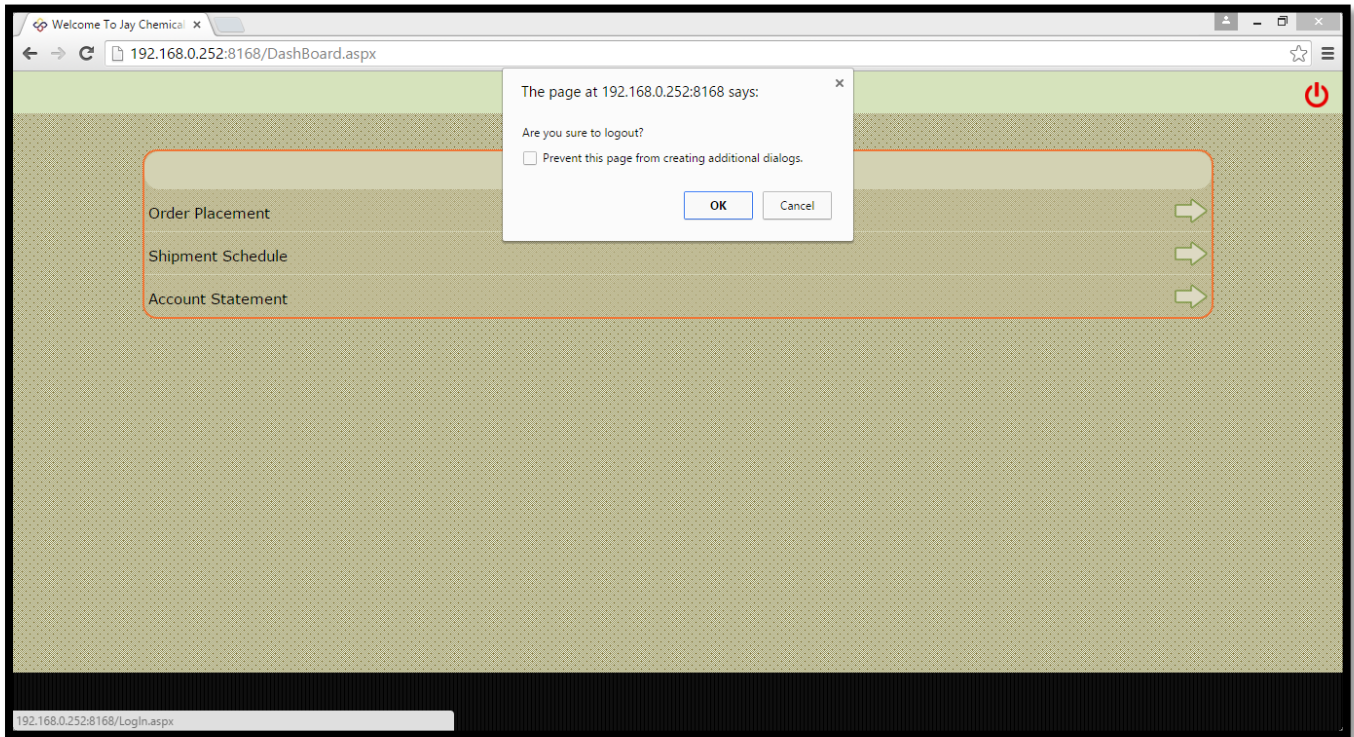 Welcome To Jay Chemical
192.168.0.252:8168/DashBoard.aspx
The page at 192.168.0.252:8168 says:
Are you sure to logout?
Prevent this page from creating additional dialogs.
OK Cancel
Order Placement
Shipment Schedule
Account Statement
192.168.0.252:8168/LogIn.aspx